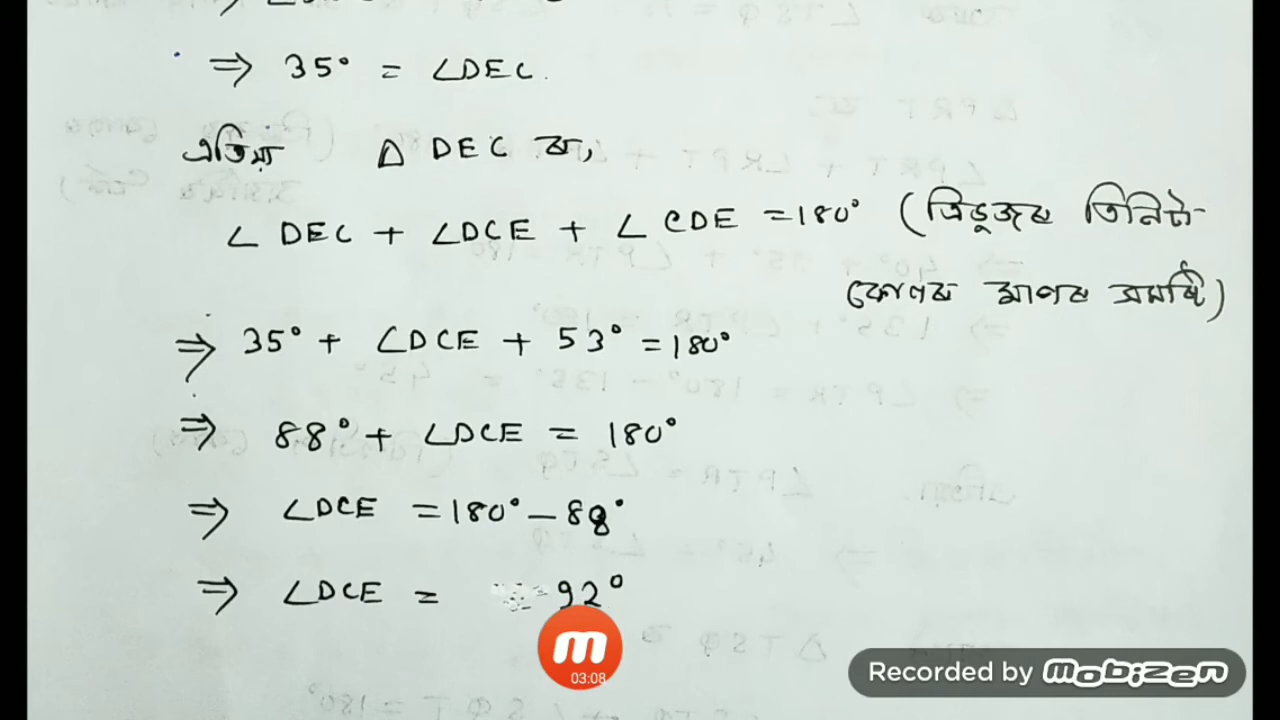 ⇒ 35° = ∠DEC.
এতিয়া Δ DEC ৰ,
∠DEC + ∠DCE + ∠CDE = 180° (ত্ৰিভূজৰ তিনিটা
কোণৰ মাপৰ সমষ্টি)
⇒ 35° + ∠DCE + 53° = 180°
⇒ 88° + ∠DCE = 180°
⇒ ∠DCE = 180° – 88°
⇒ ∠DCE = 92°
03:08
Recorded by Mobizen